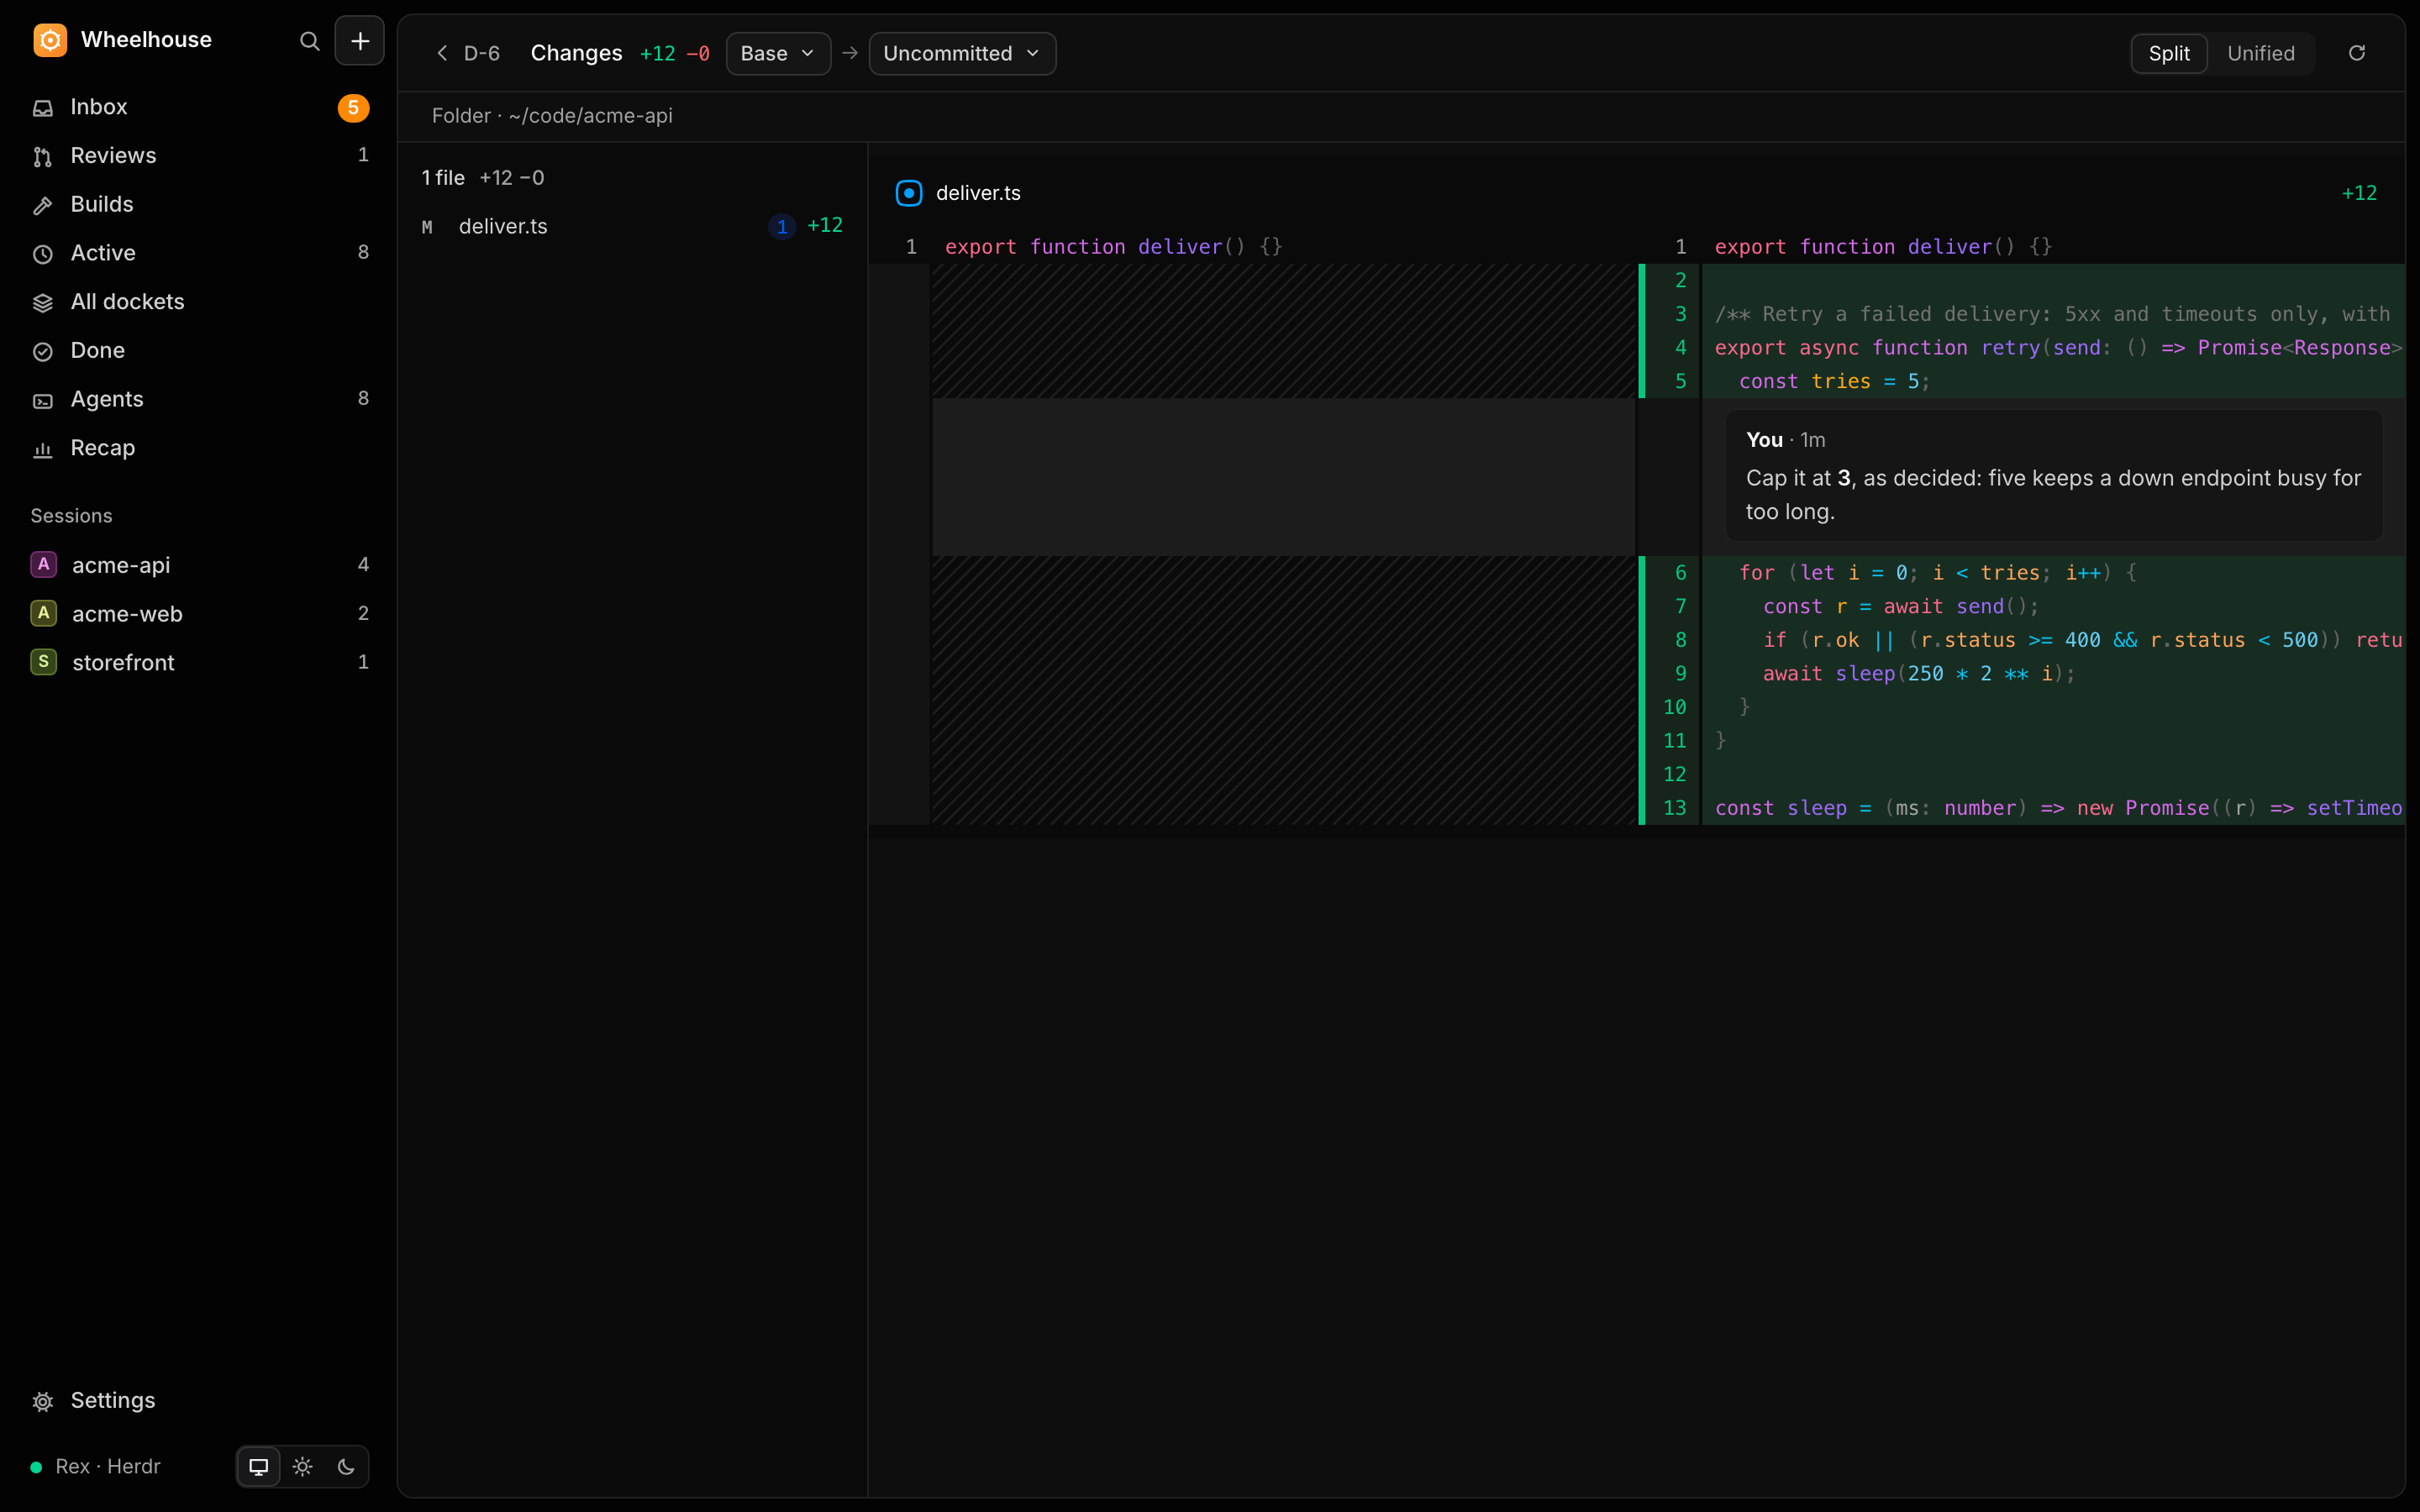 Wheelhouse
Inbox 5
Reviews 1
Builds
Active 8
All dockets
Done
Agents 8
Recap
Sessions
A acme-api 4
A acme-web 2
S storefront 1
Settings
Rex · Herdr
D-6 Changes +12 −0 Base → Uncommitted
Split Unified
Folder · ~/code/acme-api
1 file +12 −0
M deliver.ts 1 +12
deliver.ts +12
1 export function deliver() {}
1 export function deliver() {}
2
3 /** Retry a failed delivery: 5xx and timeouts only, with
4 export async function retry(send: () => Promise<Response>
5 const tries = 5;
You · 1m
Cap it at 3, as decided: five keeps a down endpoint busy for
too long.
6 for (let i = 0; i < tries; i++) {
7 const r = await send();
8 if (r.ok || (r.status >= 400 && r.status < 500)) retu
9 await sleep(250 * 2 ** i);
10 }
11 }
12
13 const sleep = (ms: number) => new Promise((r) => setTimeo